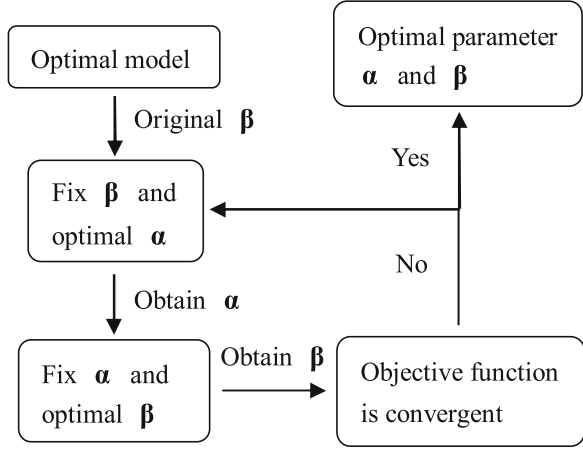 Optimal model
Original β
Fix β and
optimal α
Obtain α
Fix α and
optimal β
Obtain β
Objective function
is convergent
No
Yes
Optimal parameter
α and β